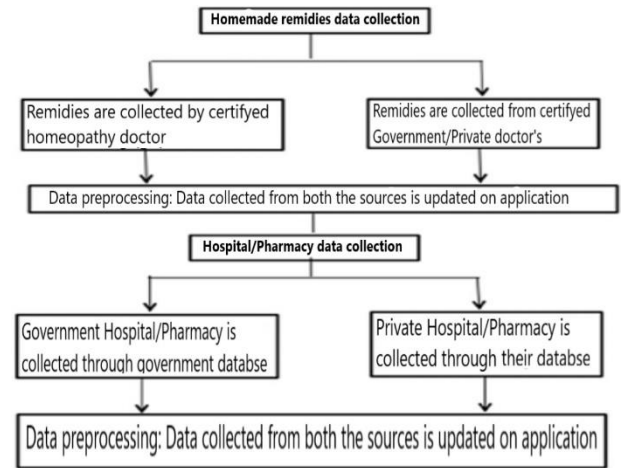 Homemade remidies data collection
Remidies are collected by certifyed
homeopathy doctor
Remidies are collected from certifyed
Government/Private doctor's
Data preprocessing: Data collected from both the sources is updated on application
Hospital/Pharmacy data collection
Government Hospital/Pharmacy is
collected through government databse
Private Hospital/Pharmacy is
collected through their databse
Data preprocessing: Data collected from both the sources is updated on application